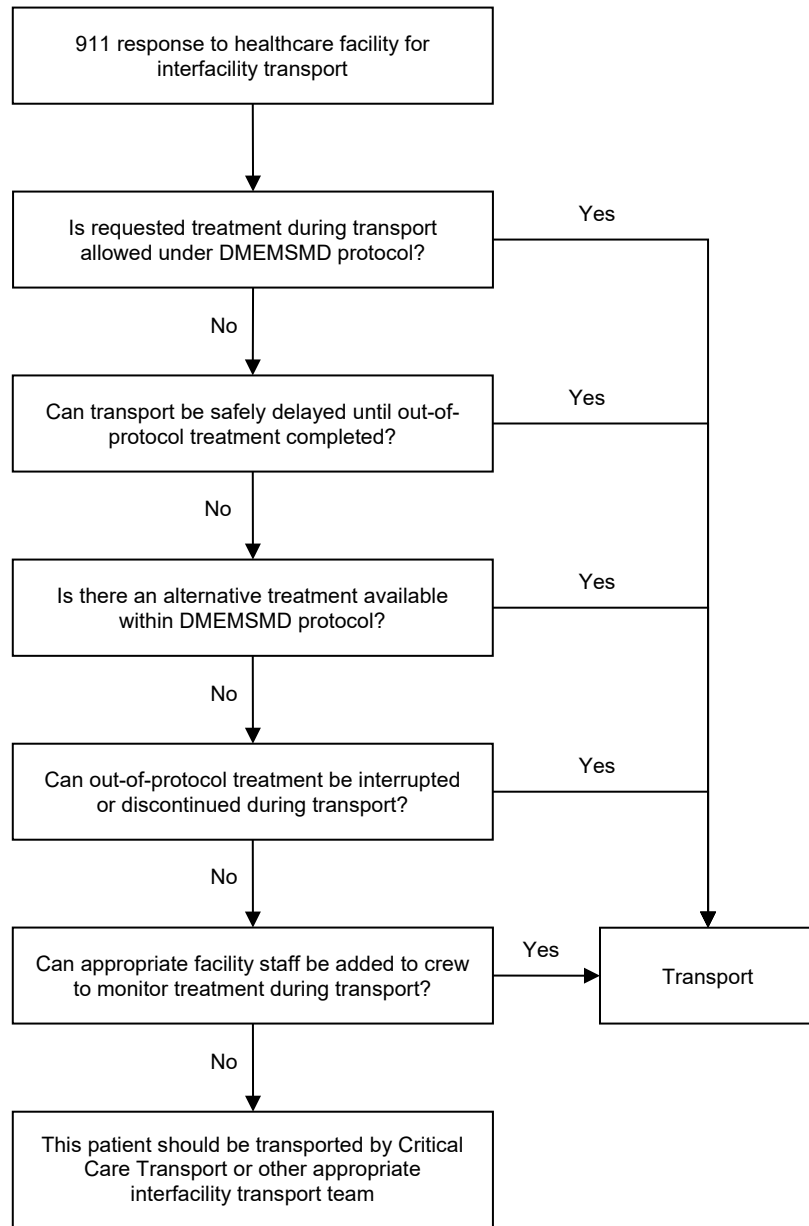 911 response to healthcare facility for
interfacility transport
Is requested treatment during transport
allowed under DMEMSMD protocol?
Yes
No
Can transport be safely delayed until out-of-
protocol treatment completed?
Yes
No
Is there an alternative treatment available
within DMEMSMD protocol?
Yes
No
Can out-of-protocol treatment be interrupted
or discontinued during transport?
Yes
No
Can appropriate facility staff be added to crew
to monitor treatment during transport?
Yes
Transport
No
This patient should be transported by Critical
Care Transport or other appropriate
interfacility transport team